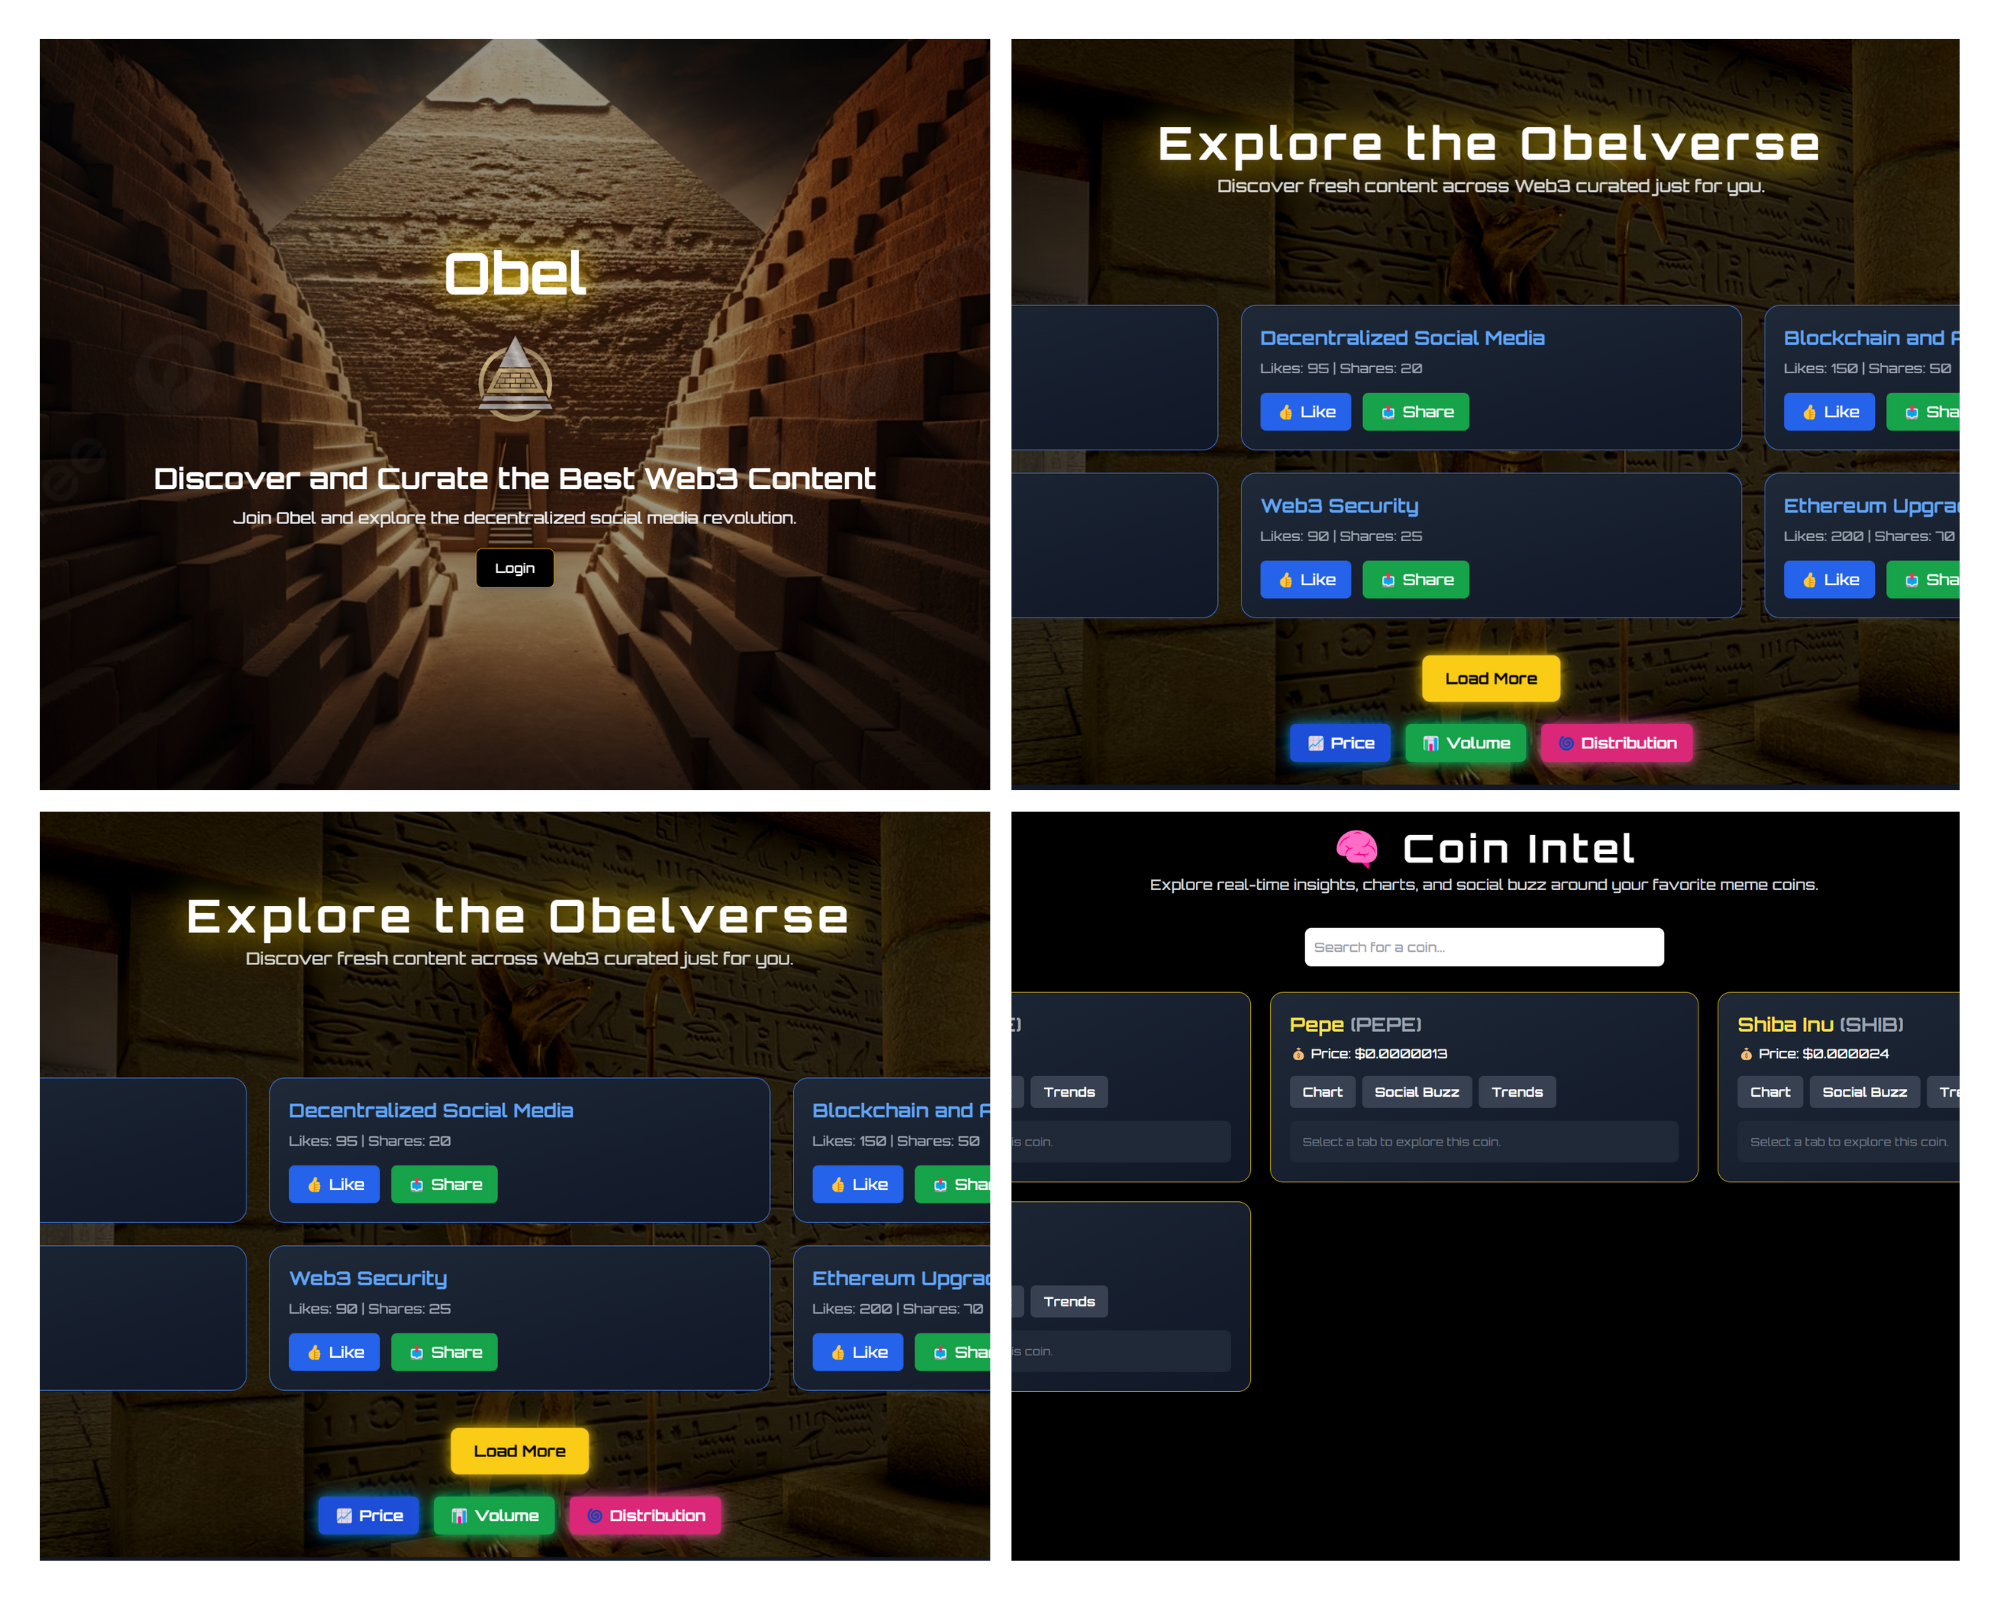 Obel
Discover and Curate the Best Web3 Content
Join Obel and explore the decentralized social media revolution.
Login
Explore the Obelverse
Discover fresh content across Web3 curated just for you.
Decentralized Social Media
Likes: 95 | Shares: 20
👍 Like
📤 Share
Blockchain and
Likes: 150 | Shares: 50
👍 Like
Sha
Web3 Security
Likes: 90 | Shares: 25
👍 Like
📤 Share
Ethereum Upgra
Likes: 200 | Shares: 70
👍 Like
Sha
Load More
Price
Volume
Distribution
Explore the Obelverse
Discover fresh content across Web3 curated just for you.
Decentralized Social Media
Likes: 95 | Shares: 20
👍 Like
📤 Share
Blockchain and
Likes: 150 | Shares: 50
👍 Like
Sha
Web3 Security
Likes: 90 | Shares: 25
👍 Like
📤 Share
Ethereum Upgra
Likes: 200 | Shares: 70
👍 Like
Sha
Load More
Price
Volume
Distribution
Coin Intel
Explore real-time insights, charts, and social buzz around your favorite meme coins.
Search for a coin...
Trends
is coin.
Pepe (PEPE)
Price: $0.0000013
Chart
Social Buzz
Trends
Select a tab to explore this coin.
Shiba Inu (SHIB)
Price: $0.000024
Chart
Social Buzz
Tre
Select a tab to explore this coin.
Trends
is coin.